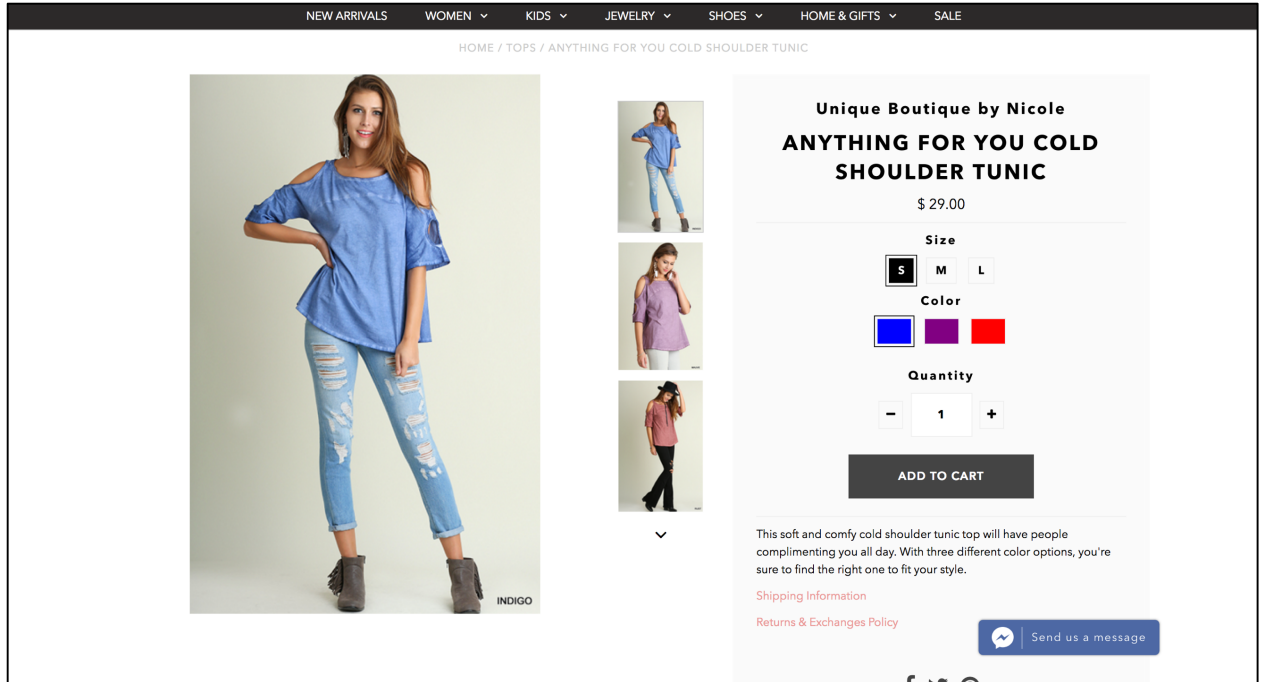 NEW ARRIVALS WOMEN KIDS JEWELRY SHOES HOME & GIFTS SALE
HOME / TOPS / ANYTHING FOR YOU COLD SHOULDER TUNIC
INDIGO
Unique Boutique by Nicole
ANYTHING FOR YOU COLD
SHOULDER TUNIC
$ 29.00
Size
S M L
Color
Quantity
- 1 +
ADD TO CART
This soft and comfy cold shoulder tunic top will have people
complimenting you all day. With three different color options, you're
sure to find the right one to fit your style.
Shipping Information
Returns & Exchanges Policy
Send us a message